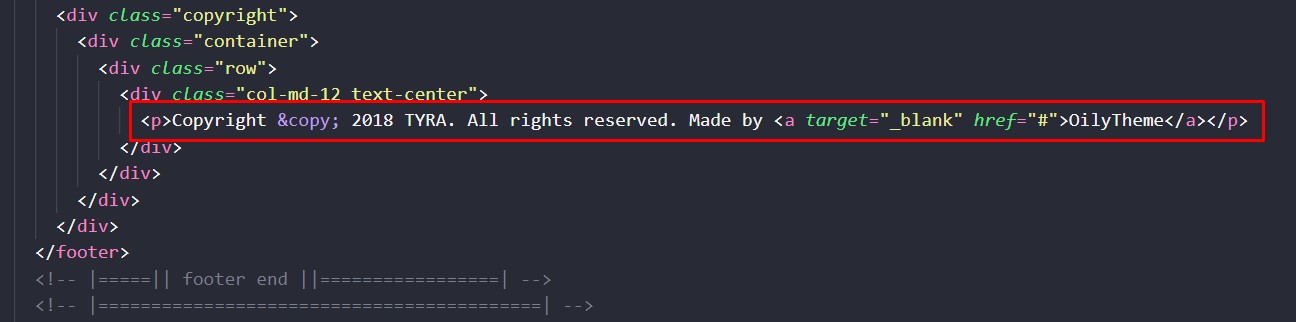 <div class="copyright">
<div class="container">
<div class="row">
<div class="col-md-12 text-center">
<p>Copyright &copy; 2018 TYRA. All rights reserved. Made by <a target="_blank" href="#">OilyTheme</a></p>
</div>
</div>
</div>
</div>
</footer>
<!-- |=====|| footer end ||=================| -->
<!-- |==========================================| -->